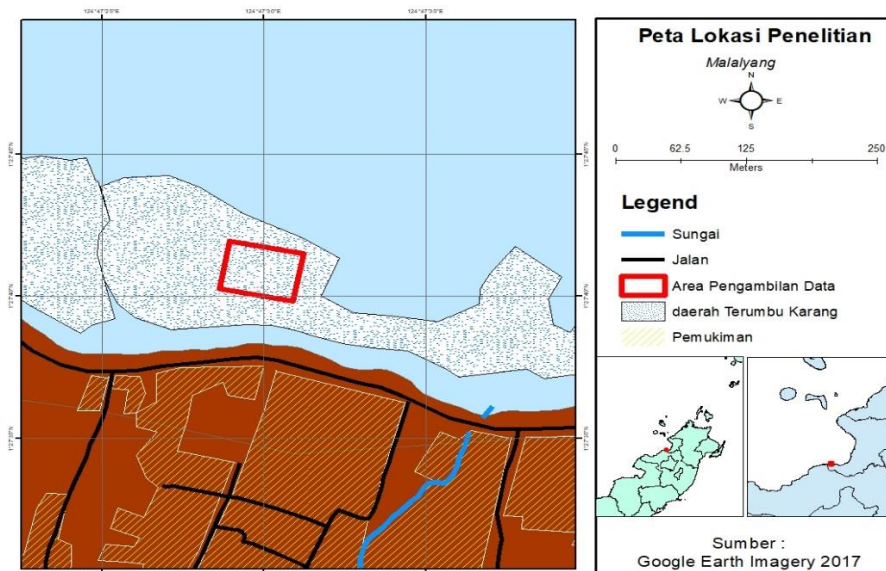 Peta Lokasi Penelitian
Malalyang
N
W E
S
0 62.5 125 250
Meters
Legend
Sungai
Jalan
Area Pengambilan Data
daerah Terumbu Karang
Pemukiman
Sumber :
Google Earth Imagery 2017